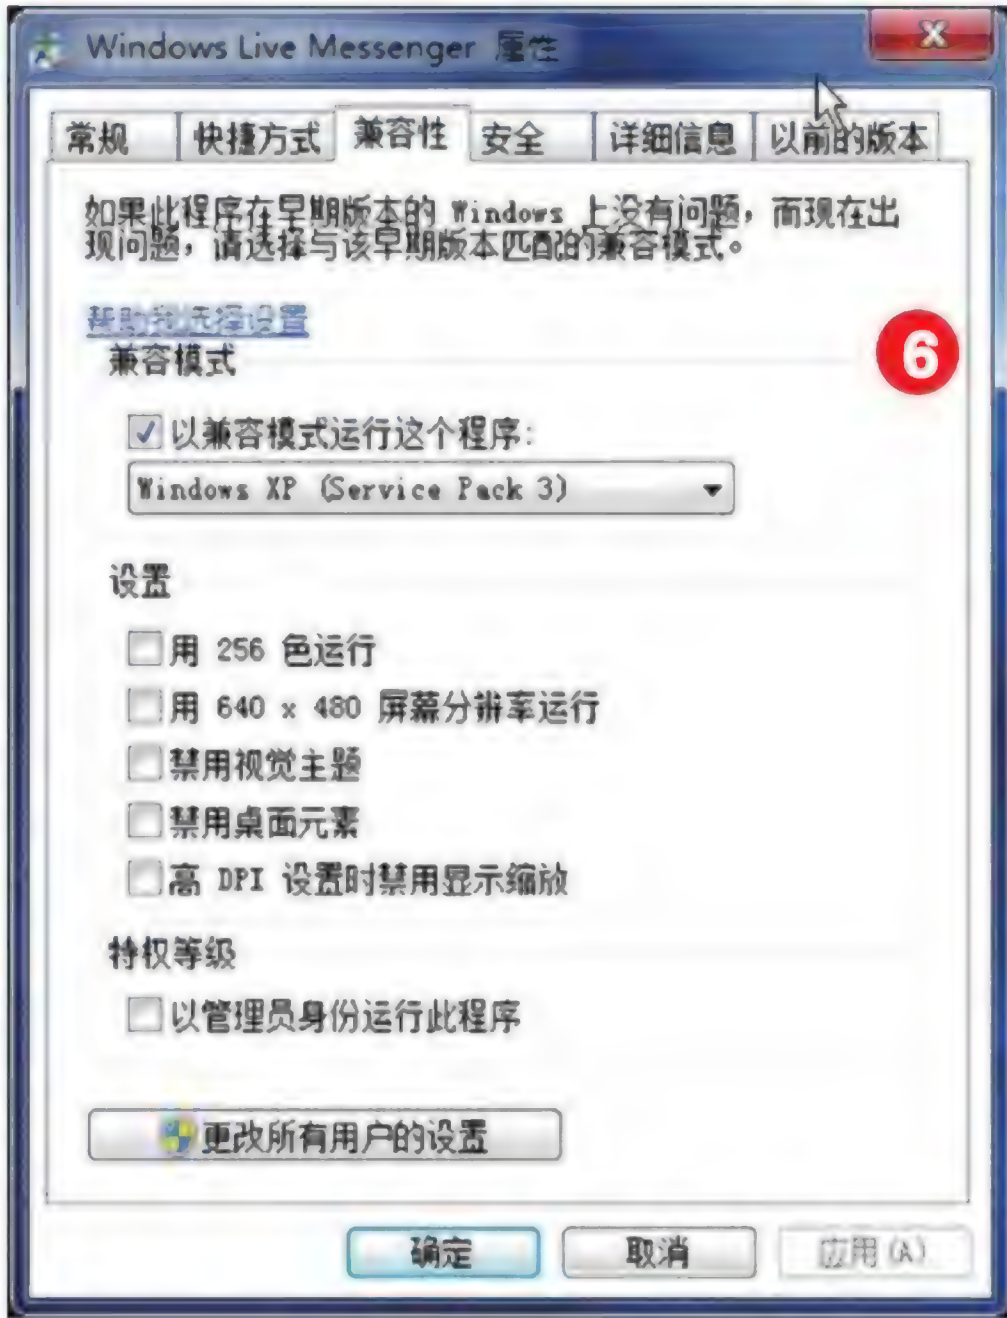 Windows Live Messenger 属性
常规 快捷方式 兼容性 安全 详细信息 以前的版本
如果此程序在早期版本的 Windows 上没有问题，而现在出
现问题，请选择与该早期版本匹配的兼容模式。
帮助我选择设置
6
兼容模式
以兼容模式运行这个程序:
Windows XP (Service Pack 3)
设置
用 256 色运行
用 640 x 480 屏幕分辨率运行
禁用视觉主题
禁用桌面元素
高 DPI 设置时禁用显示缩放
特权等级
以管理员身份运行此程序
更改所有用户的设置
确定 取消 应用(A)